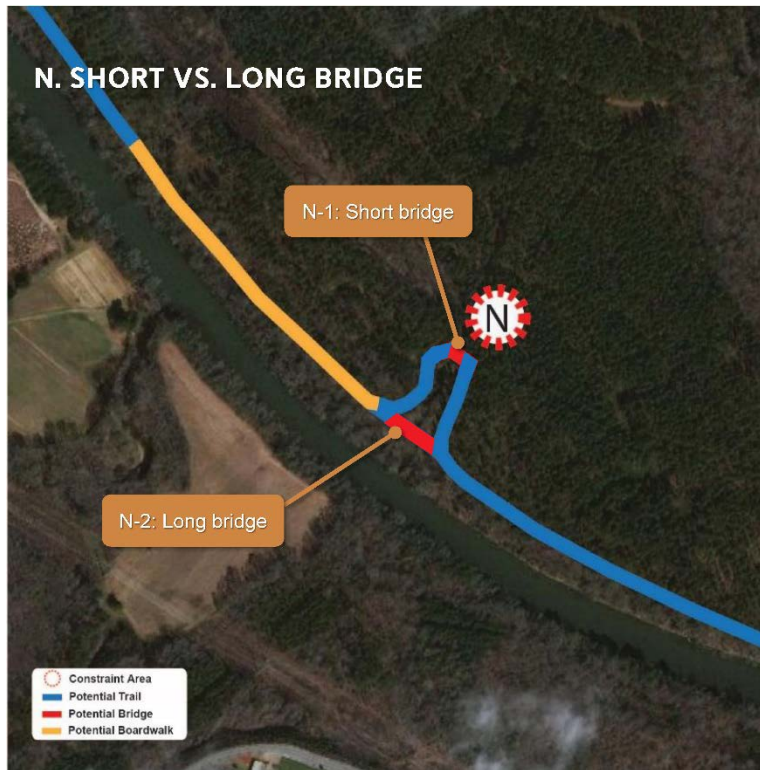 N. SHORT VS. LONG BRIDGE
N-1: Short bridge
N
N-2: Long bridge
Constraint Area
Potential Trail
Potential Bridge
Potential Boardwalk